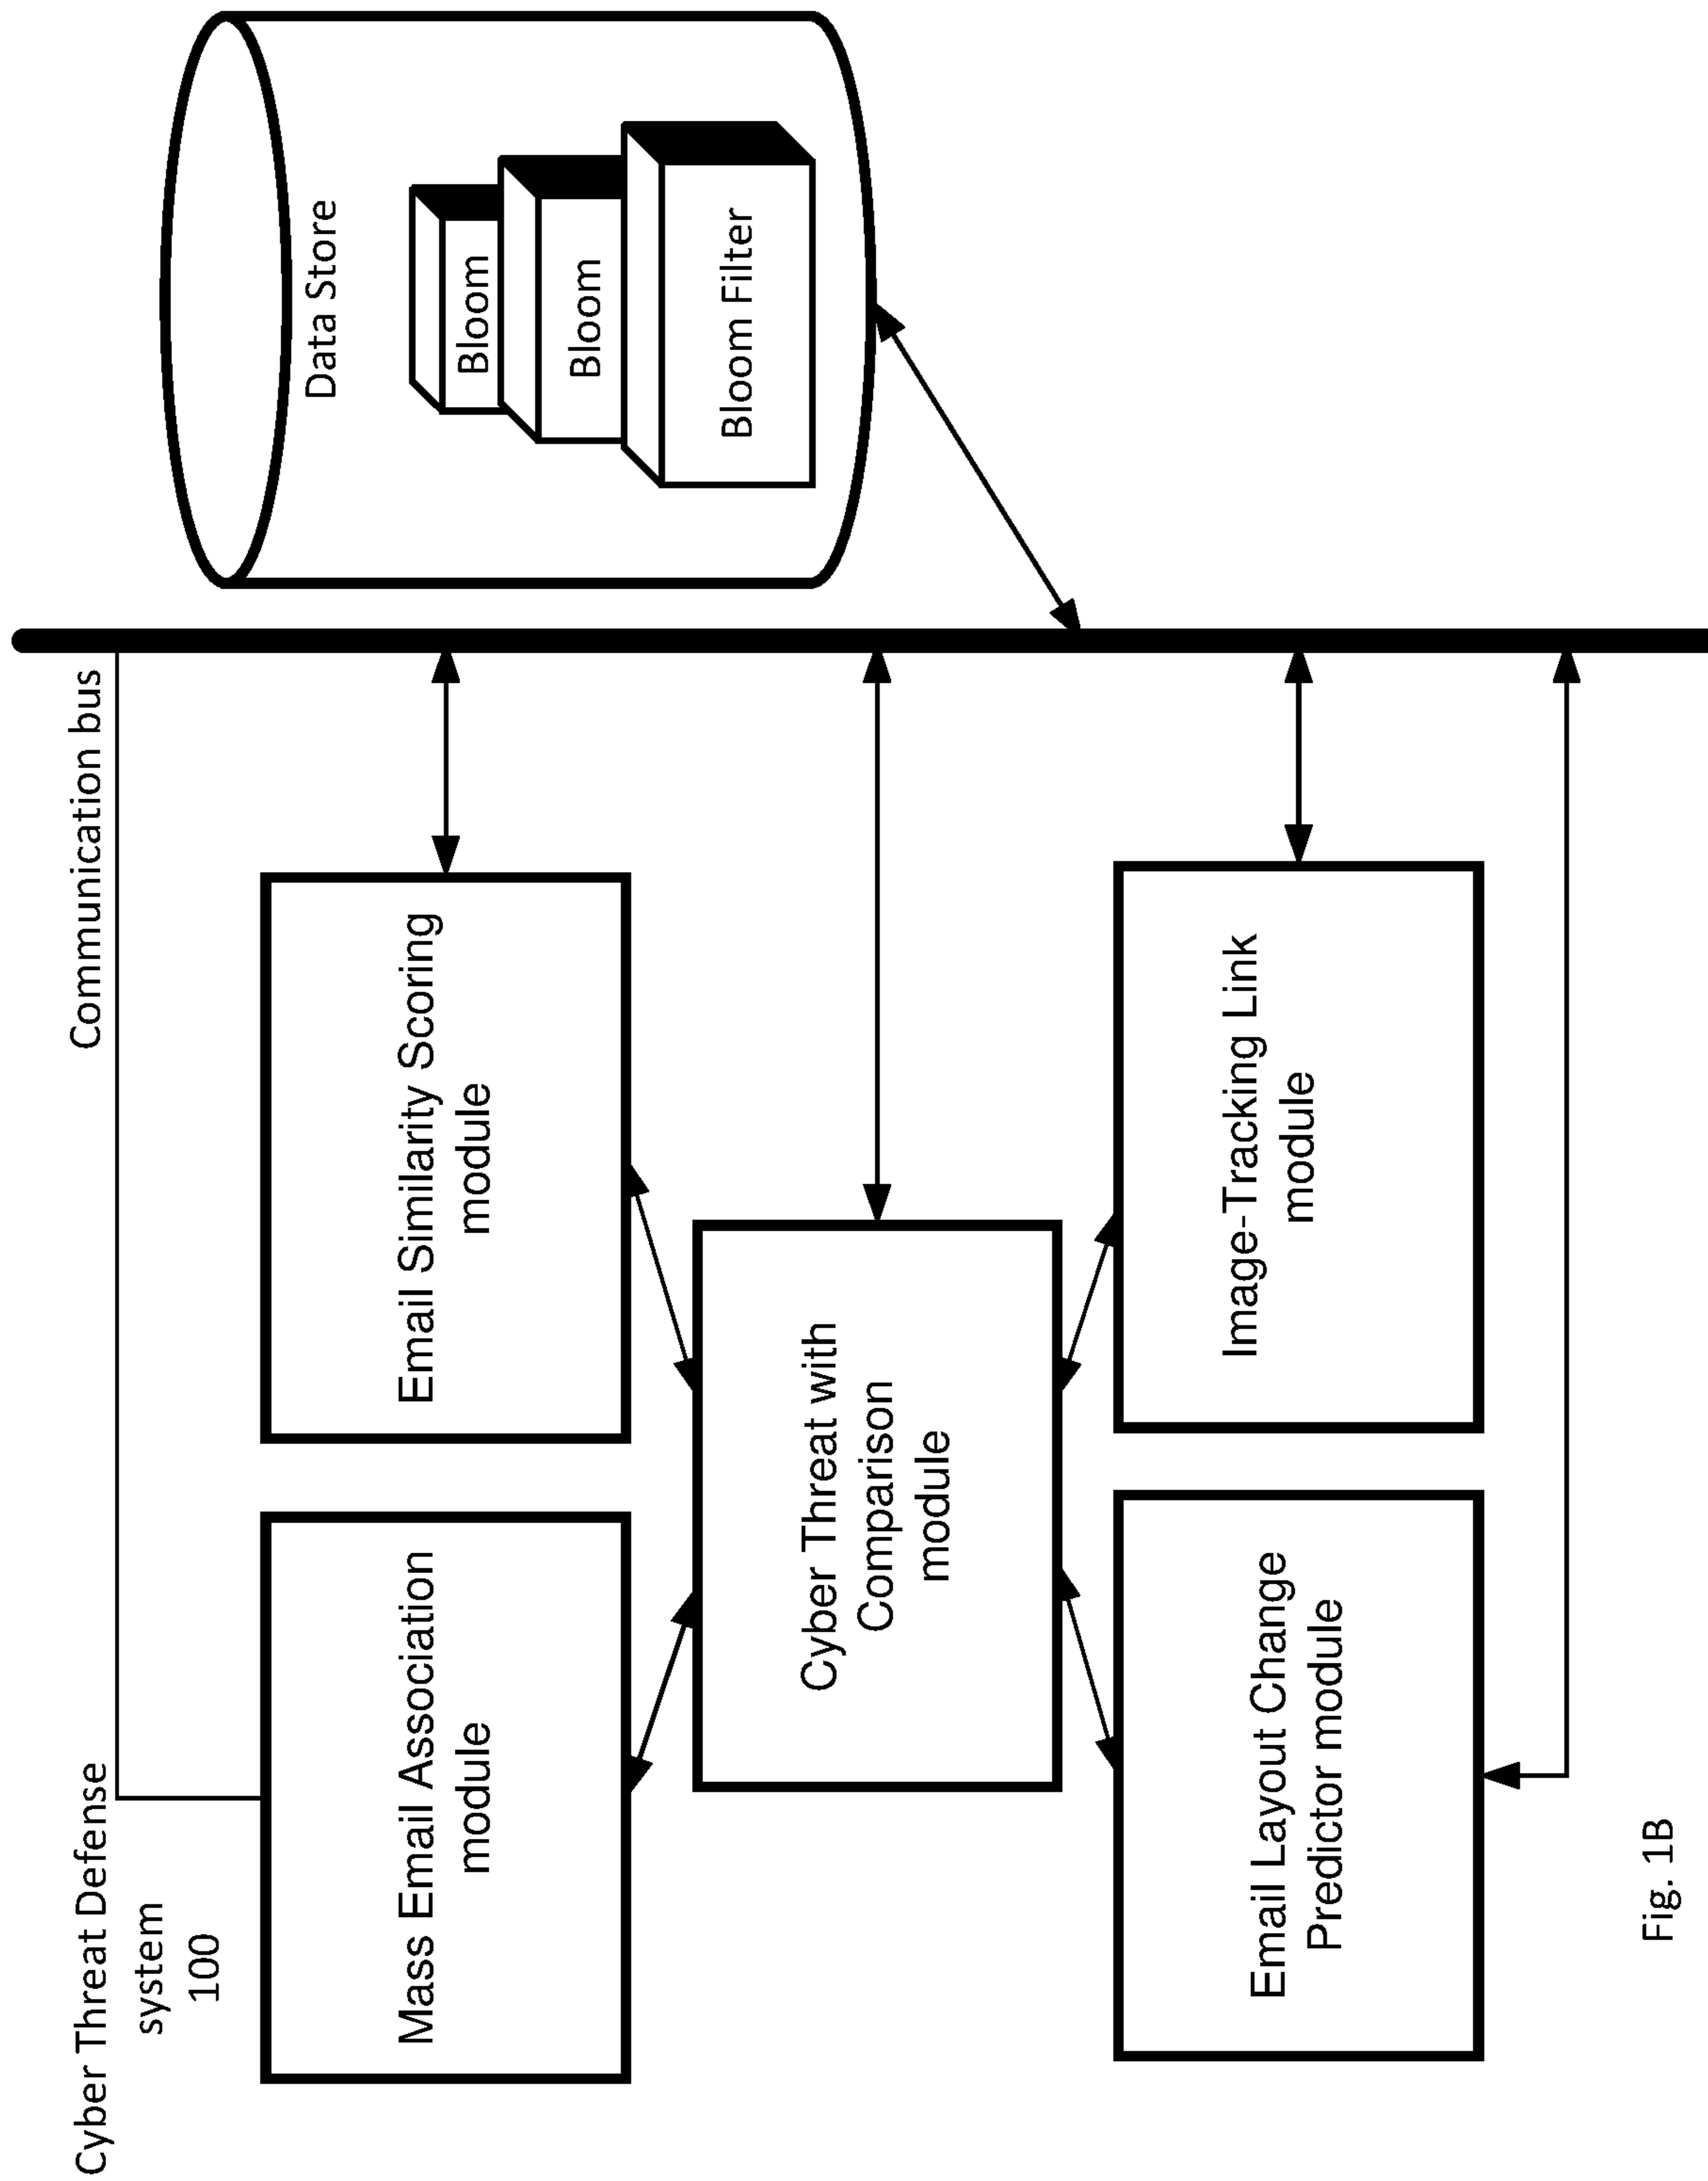 Cyber Threat Defense
system
100
Communication bus
Mass Email Association
module
Email Similarity Scoring
module
Data Store
Bloom
Bloom
Bloom Filter
Cyber Threat with
Comparison
module
Email Layout Change
Predictor module
Image-Tracking Link
module
Fig. 1B